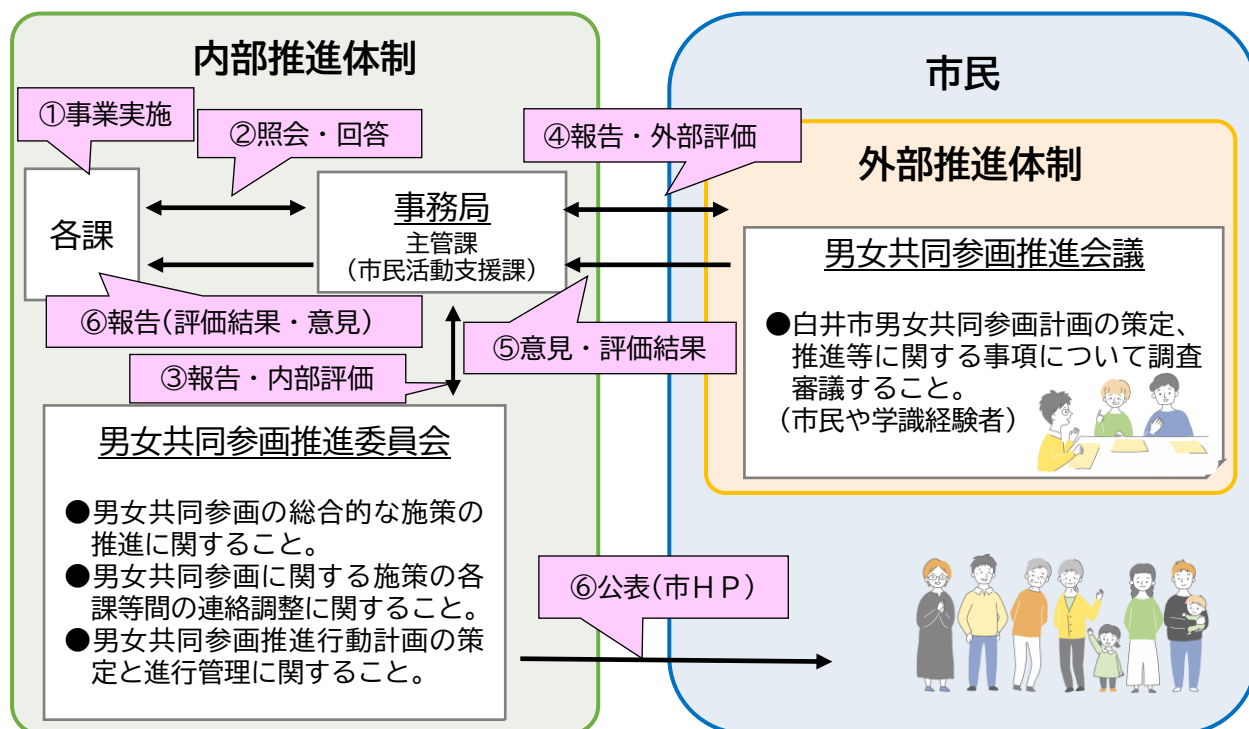 内部推進体制
①事業実施
②照会・回答
各課
事務局
主管課
（市民活動支援課）
⑥報告（評価結果・意見）
③報告・内部評価
男女共同参画推進委員会
●男女共同参画の総合的な施策の
推進に関すること。
●男女共同参画に関する施策の各
課等間の連絡調整に関すること。
●男女共同参画推進行動計画の策
定と進行管理に関すること。
④報告・外部評価
⑤意見・評価結果
⑥公表（市ＨＰ）
市民
外部推進体制
男女共同参画推進会議
●白井市男女共同参画計画の策定、
推進等に関する事項について調査
審議すること。
（市民や学識経験者）